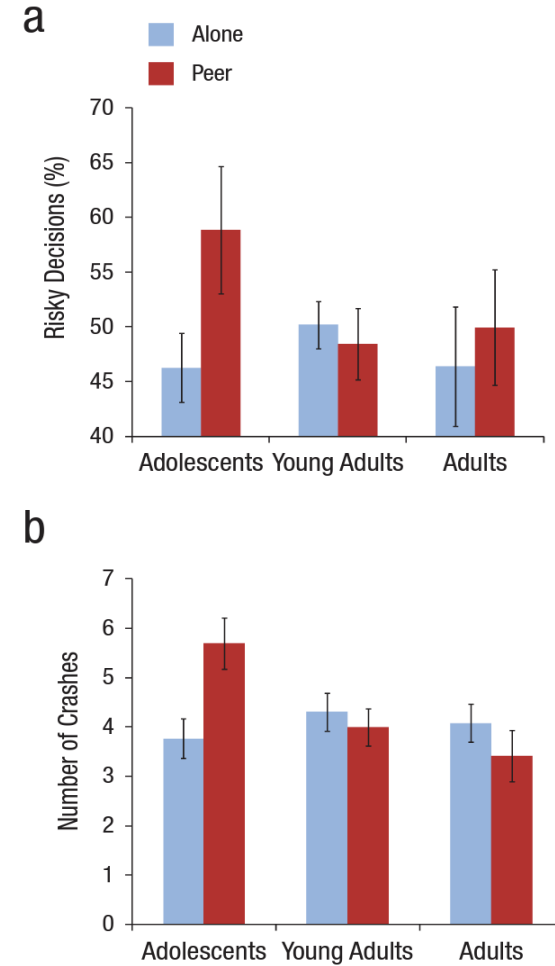 a
Alone
Peer
Risky Decisions (%)
70
65
60
55
50
45
40
Adolescents Young Adults Adults
b
Number of Crashes
7
6
5
4
3
2
1
0
Adolescents Young Adults Adults